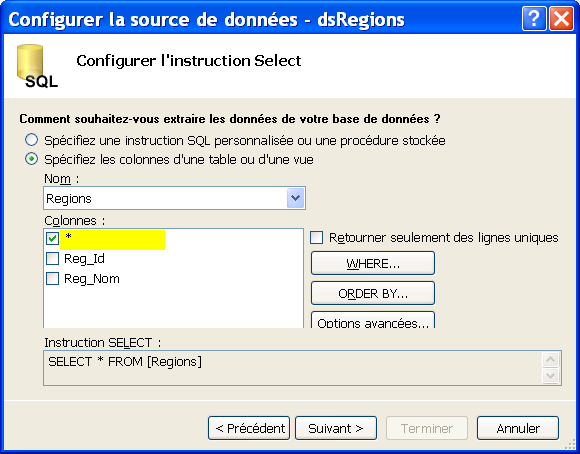 Configurer la source de données - dsRegions
SQL
Configurer l'instruction Select
Comment souhaitez-vous extraire les données de votre base de données ?
Spécifiez une instruction SQL personnalisée ou une procédure stockée
Spécifiez les colonnes d'une table ou d'une vue
Nom :
Regions
Colonnes :
*
Retourner seulement des lignes uniques
Reg_Id
WHERE...
Reg_Nom
ORDER BY...
Options avancées...
Instruction SELECT :
SELECT * FROM [Regions]
< Précédent
Suivant >
Terminer
Annuler